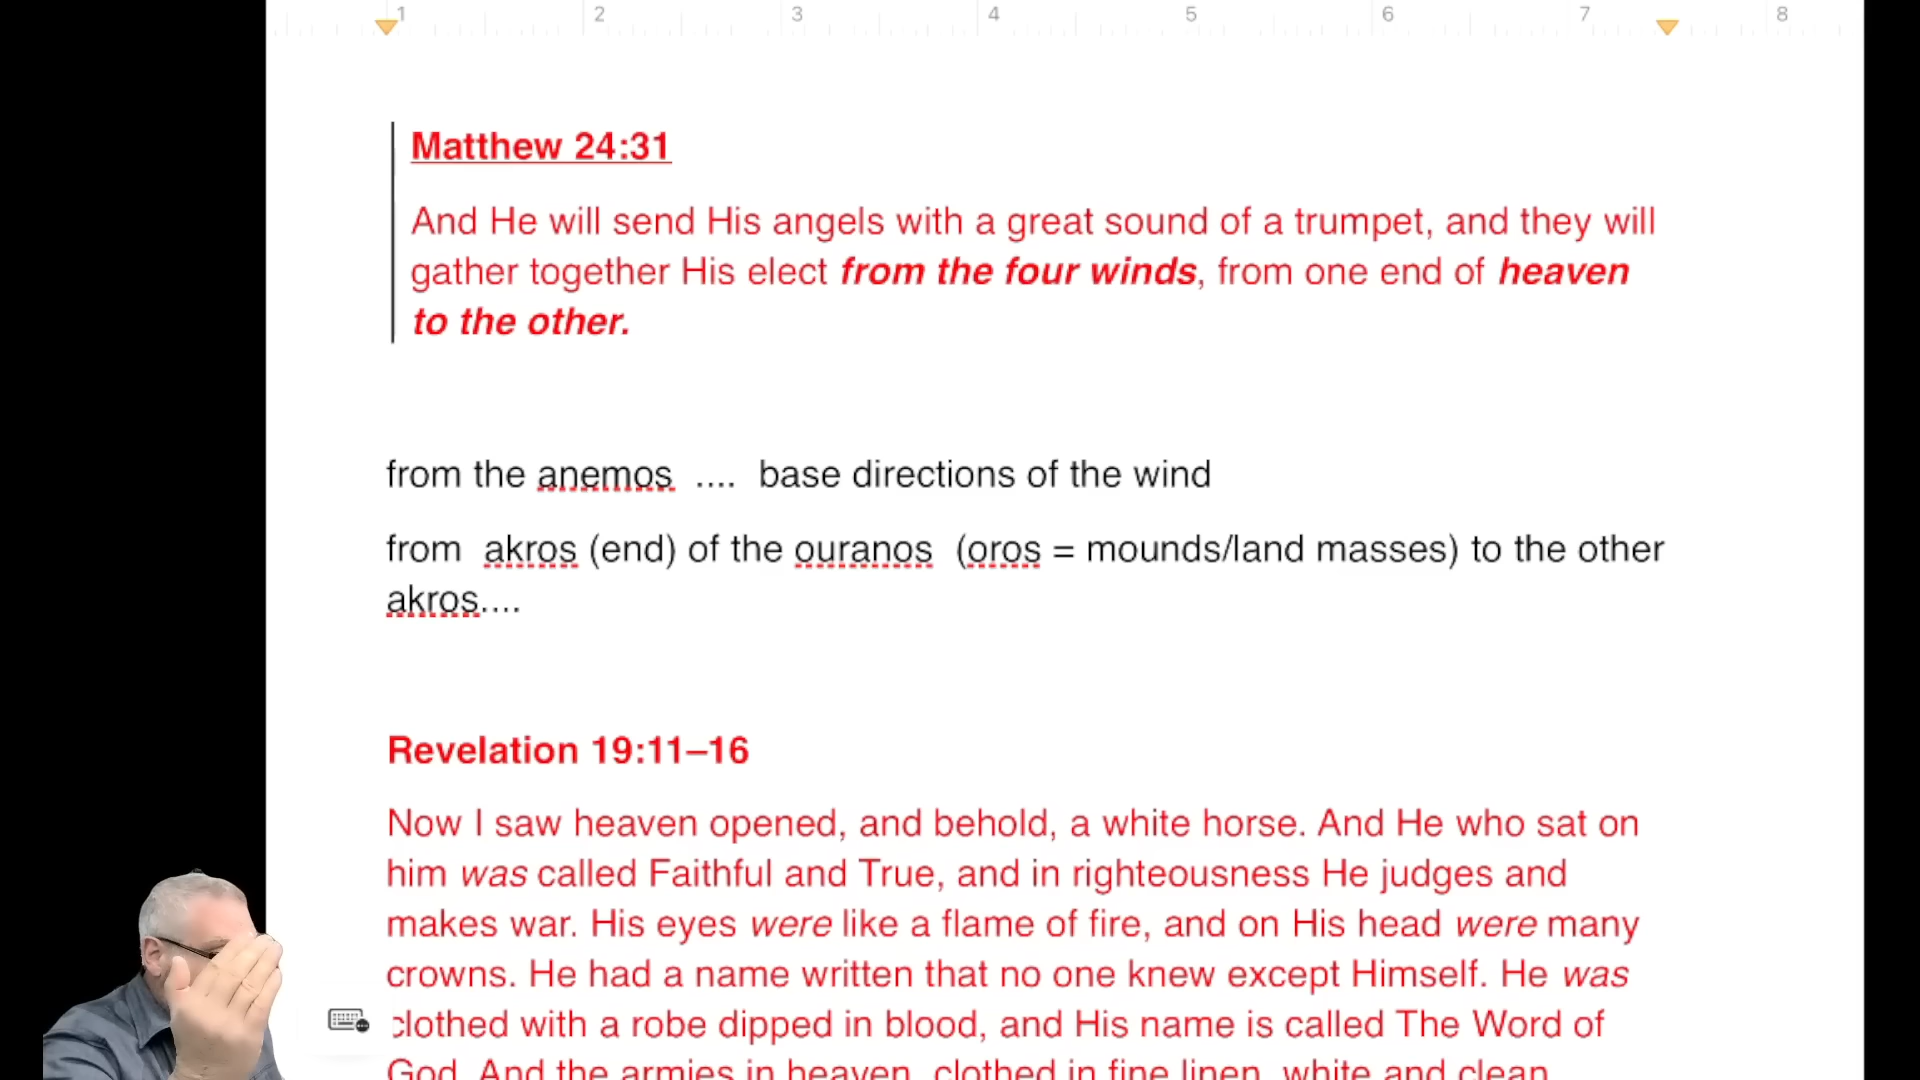 1 2 3 4 5 6 7 8
Matthew 24:31
And He will send His angels with a great sound of a trumpet, and they will
gather together His elect from the four winds, from one end of heaven
to the other.
from the anemos .... base directions of the wind
from akros (end) of the ouranos (oros = mounds/land masses) to the other
akros....
Revelation 19:11–16
Now I saw heaven opened, and behold, a white horse. And He who sat on
him was called Faithful and True, and in righteousness He judges and
makes war. His eyes were like a flame of fire, and on His head were many
crowns. He had a name written that no one knew except Himself. He was
clothed with a robe dipped in blood, and His name is called The Word of
God. And the armies in heaven, clothed in fine linen, white and clean,